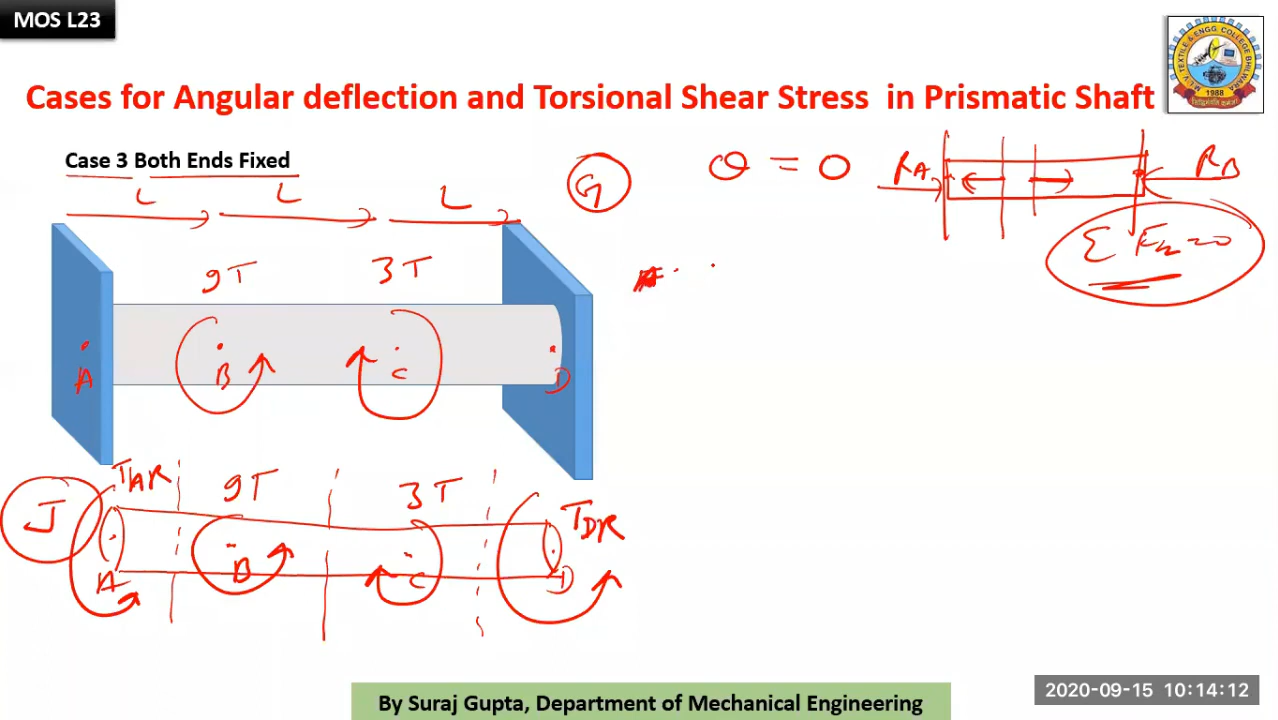 MOS L23
Cases for Angular deflection and Torsional Shear Stress in Prismatic Shaft
1988
Case 3 Both Ends Fixed
L L L
G
θ = 0
RA RB
Σ Fx = 0
9T 3T
A B C D
J
TAR 9T 3T TDR
A B C D
By Suraj Gupta, Department of Mechanical Engineering
2020-09-15 10:14:12